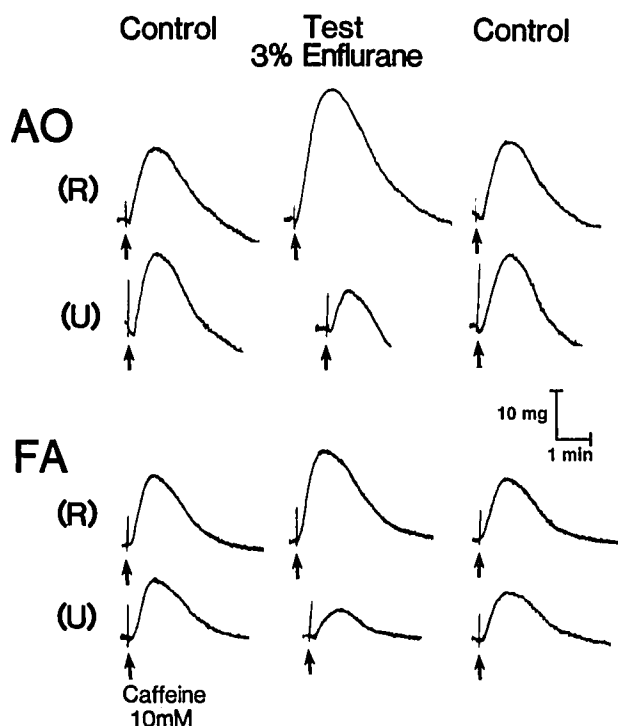 Control Test Control
3% Enflurane
AO
(R)
(U)
10 mg
1 min
FA
(R)
(U)
Caffeine
10mM